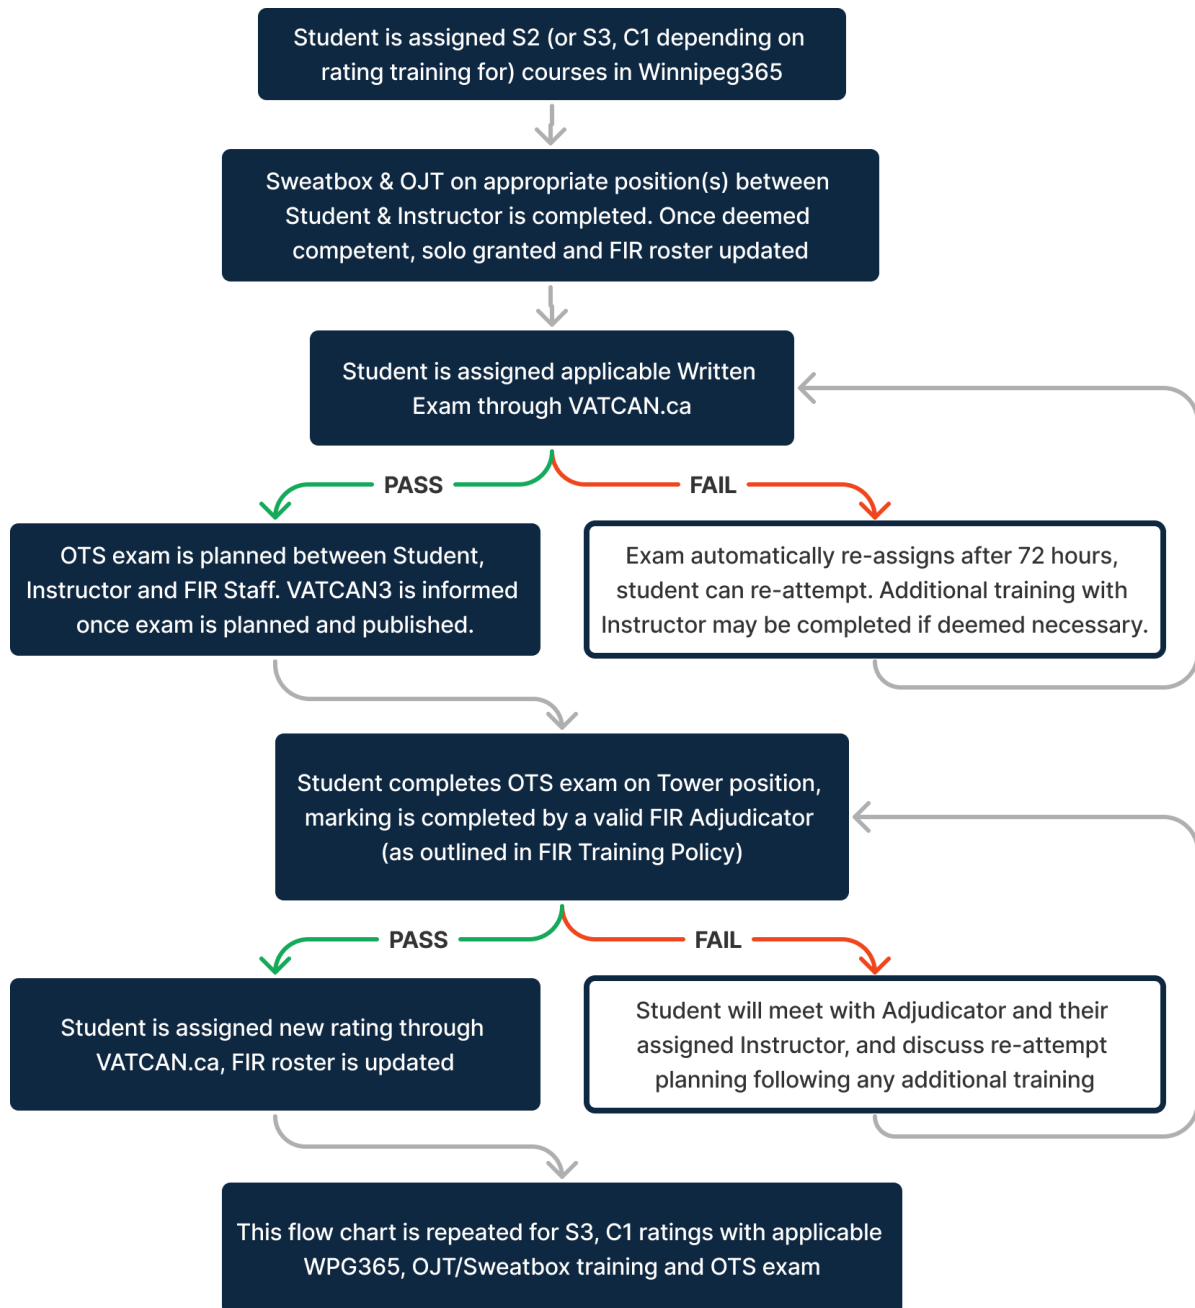 Student is assigned S2 (or S3, C1 depending on
rating training for) courses in Winnipeg365
Sweatbox & OJT on appropriate position(s) between
Student & Instructor is completed. Once deemed
competent, solo granted and FIR roster updated
Student is assigned applicable Written
Exam through VATCAN.ca
PASS
FAIL
OTS exam is planned between Student,
Instructor and FIR Staff. VATCAN3 is informed
once exam is planned and published.
Exam automatically re-assigns after 72 hours,
student can re-attempt. Additional training with
Instructor may be completed if deemed necessary.
Student completes OTS exam on Tower position,
marking is completed by a valid FIR Adjudicator
(as outlined in FIR Training Policy)
PASS
FAIL
Student is assigned new rating through
VATCAN.ca, FIR roster is updated
Student will meet with Adjudicator and their
assigned Instructor, and discuss re-attempt
planning following any additional training
This flow chart is repeated for S3, C1 ratings with applicable
WPG365, OJT/Sweatbox training and OTS exam